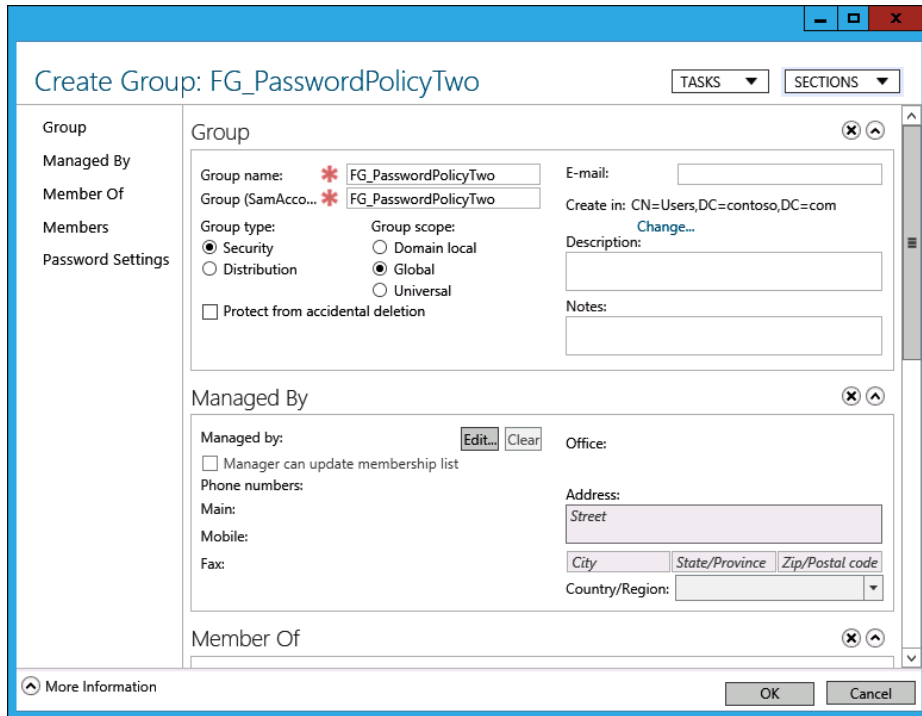 Create Group: FG_PasswordPolicyTwo
TASKS
SECTIONS
Group
Managed By
Member Of
Members
Password Settings
Group
Group name: FG_PasswordPolicyTwo
Group (SamAcco... FG_PasswordPolicyTwo
Group type:
Security
Distribution
Group scope:
Domain local
Global
Universal
Protect from accidental deletion
E-mail:
Create in: CN=Users,DC=contoso,DC=com
Change...
Description:
Notes:
Managed By
Managed by: Edit... Clear
Manager can update membership list
Phone numbers:
Main:
Mobile:
Fax:
Office:
Address:
Street
City State/Province Zip/Postal code
Country/Region:
Member Of
More Information
OK Cancel